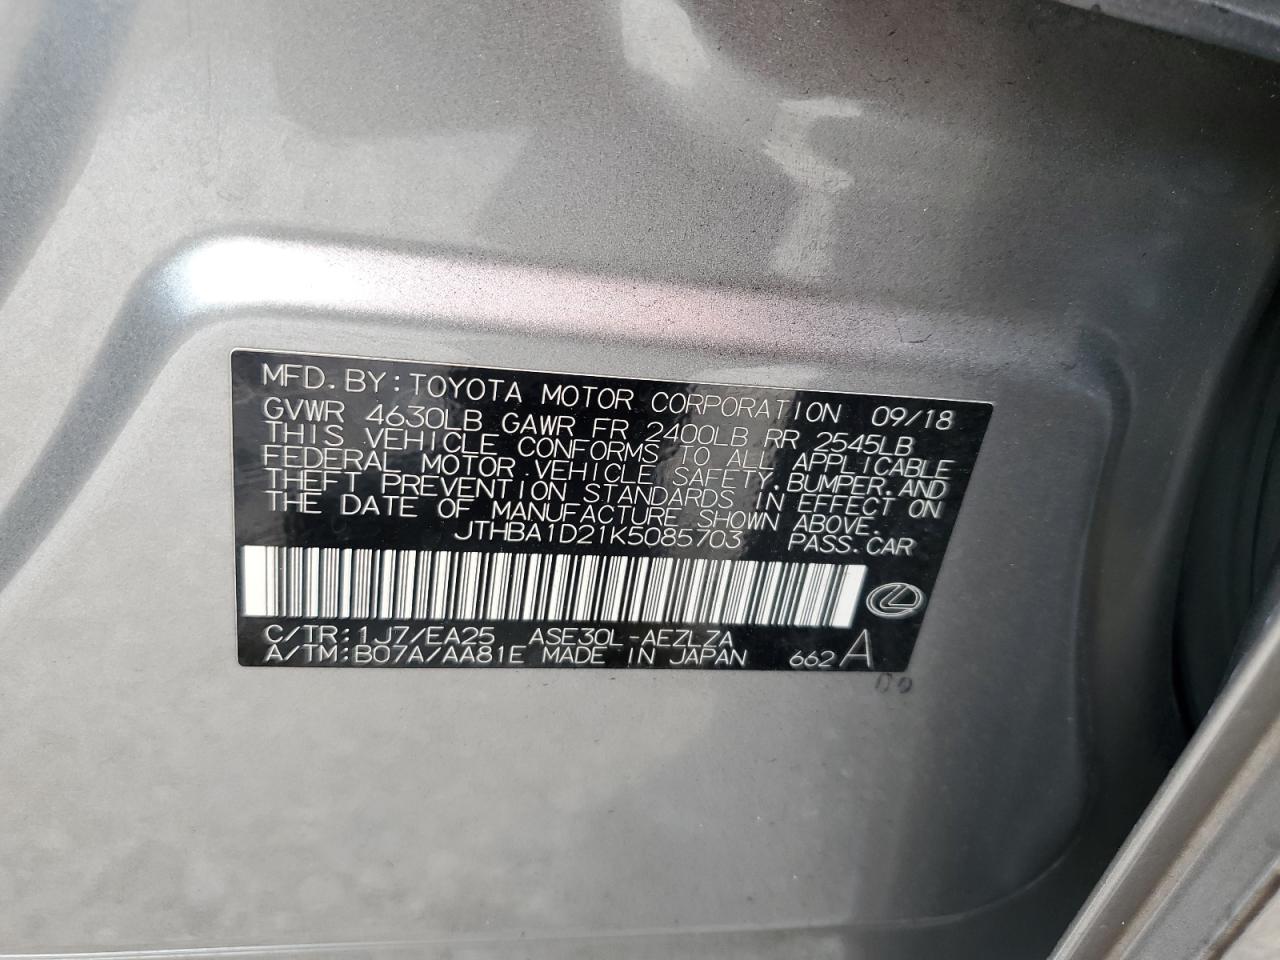 MFD.BY:TOYOTA MOTOR CORPORATION 09/18
GVWR 4630LB GAWR FR 2400LB RR 2545LB
THIS VEHICLE CONFORMS TO ALL APPLICABLE
FEDERAL MOTOR VEHICLE SAFETY,BUMPER,AND
THEFT PREVENTION STANDARDS IN EFFECT ON
THE DATE OF MANUFACTURE SHOWN ABOVE.
JTHBA1D21K5085703 PASS.CAR
C/TR:1J7/EA25 ASE30L-AEZLZA
A/TM:B07A/AA81E MADE IN JAPAN 662 A